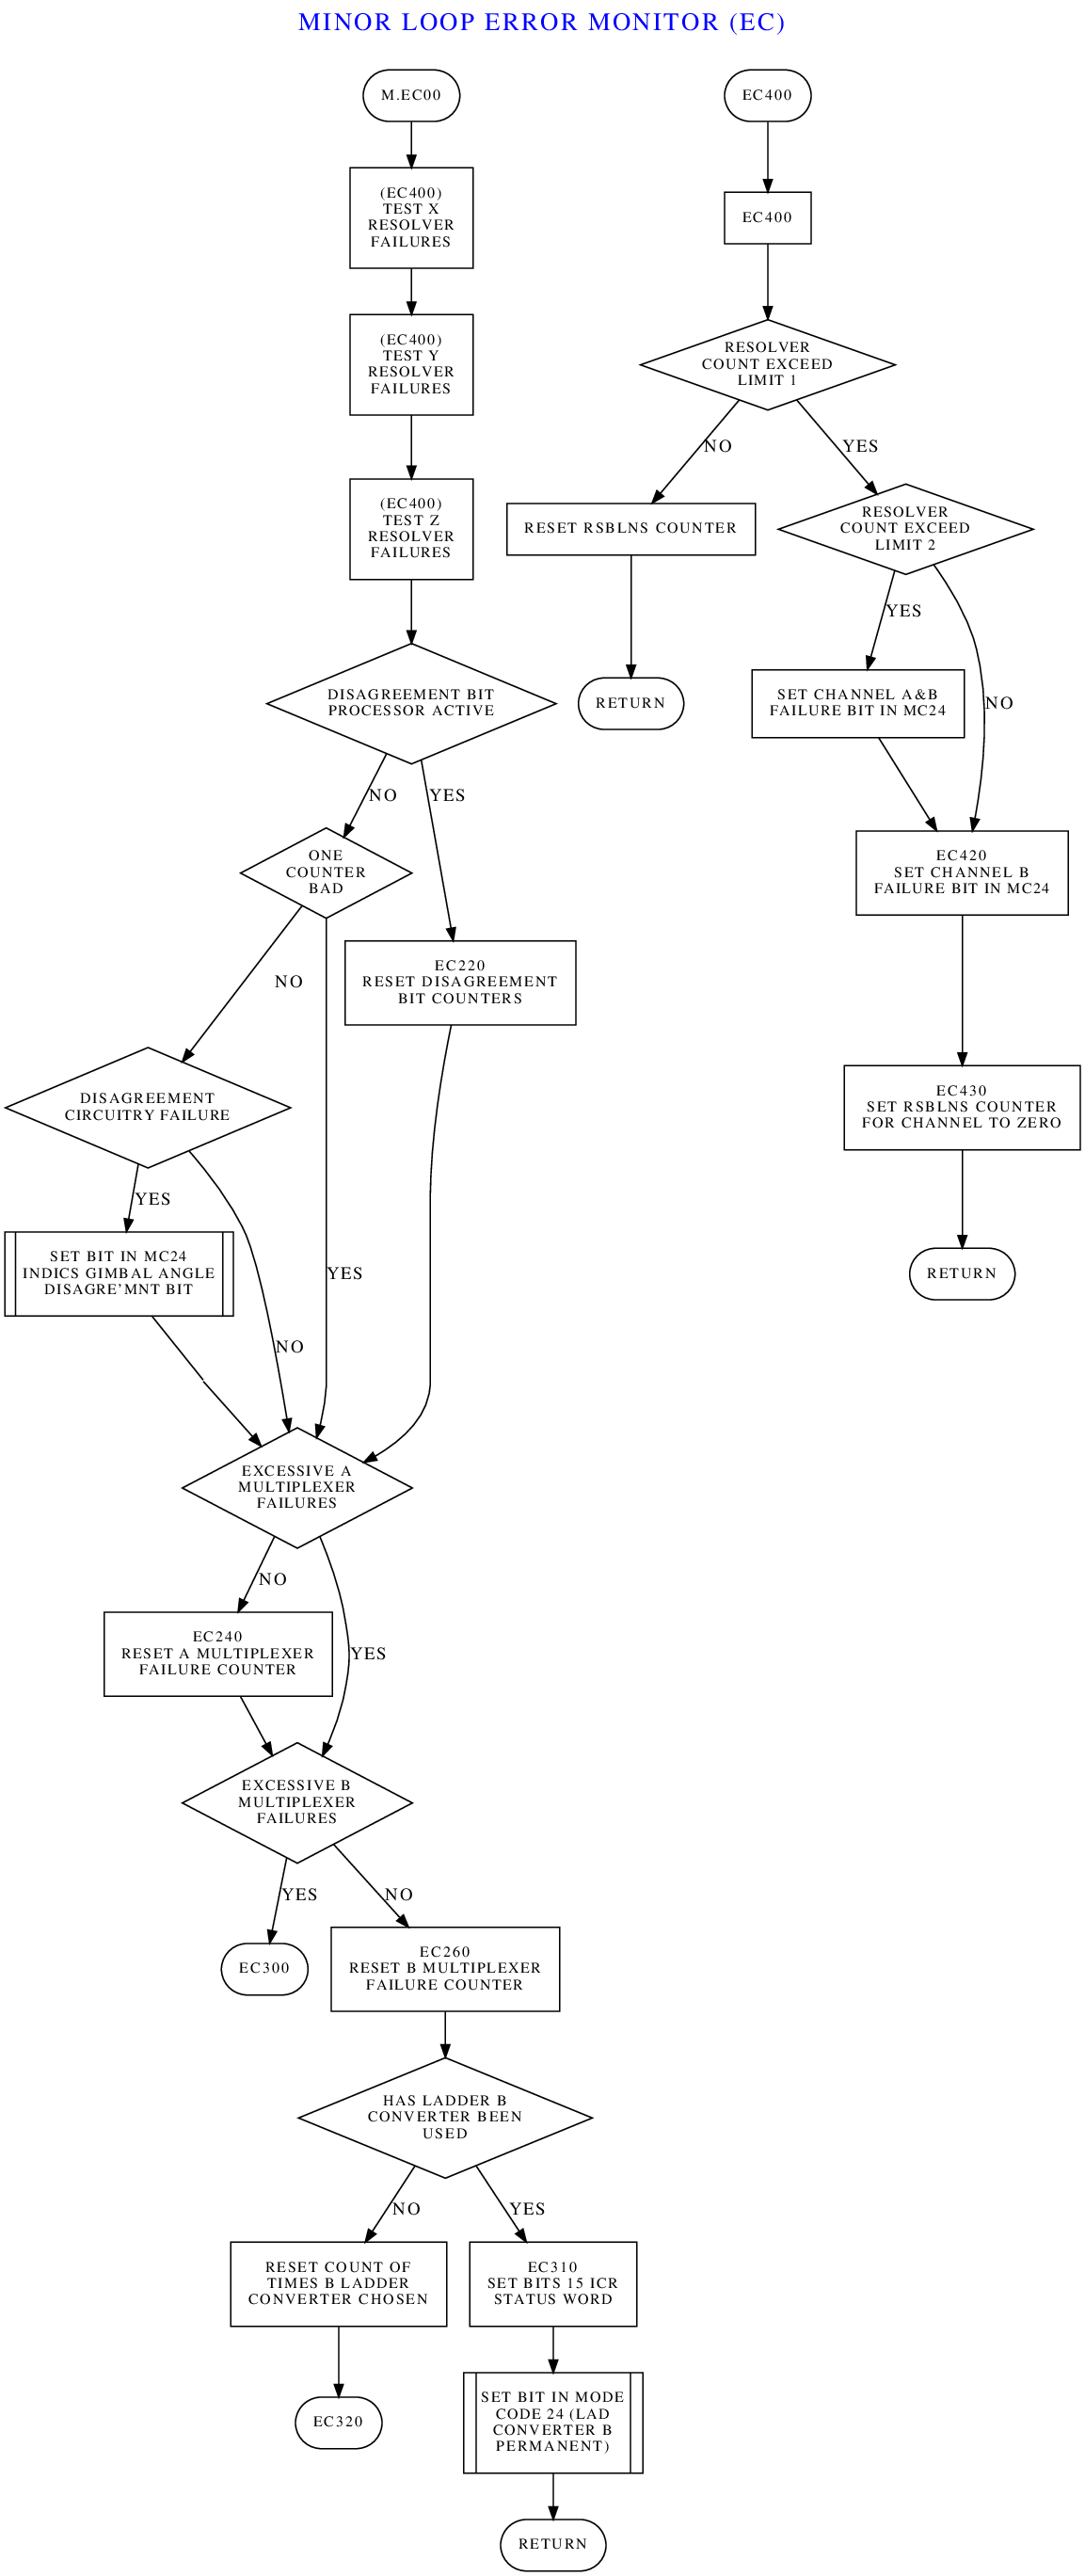 MINOR LOOP ERROR MONITOR (EC)
M.EC00
(EC400)
TEST X
RESOLVER
FAILURES
(EC400)
TEST Y
RESOLVER
FAILURES
(EC400)
TEST Z
RESOLVER
FAILURES
DISAGREEMENT BIT
PROCESSOR ACTIVE
NO
YES
ONE
COUNTER
BAD
EC220
RESET DISAGREEMENT
BIT COUNTERS
NO
YES
DISAGREEMENT
CIRCUITRY FAILURE
YES
NO
SET BIT IN MC24
INDICS GIMBAL ANGLE
DISAGRE'MNT BIT
EXCESSIVE A
MULTIPLEXER
FAILURES
NO
YES
EC240
RESET A MULTIPLEXER
FAILURE COUNTER
EXCESSIVE B
MULTIPLEXER
FAILURES
YES
NO
EC300
EC260
RESET B MULTIPLEXER
FAILURE COUNTER
HAS LADDER B
CONVERTER BEEN
USED
NO
YES
RESET COUNT OF
TIMES B LADDER
CONVERTER CHOSEN
EC320
EC310
SET BITS 15 ICR
STATUS WORD
SET BIT IN MODE
CODE 24 (LAD
CONVERTER B
PERMANENT)
RETURN
EC400
EC400
RESOLVER
COUNT EXCEED
LIMIT 1
NO
YES
RESET RSBLNS COUNTER
RETURN
RESOLVER
COUNT EXCEED
LIMIT 2
YES
NO
SET CHANNEL A&B
FAILURE BIT IN MC24
EC420
SET CHANNEL B
FAILURE BIT IN MC24
EC430
SET RSBLNS COUNTER
FOR CHANNEL TO ZERO
RETURN